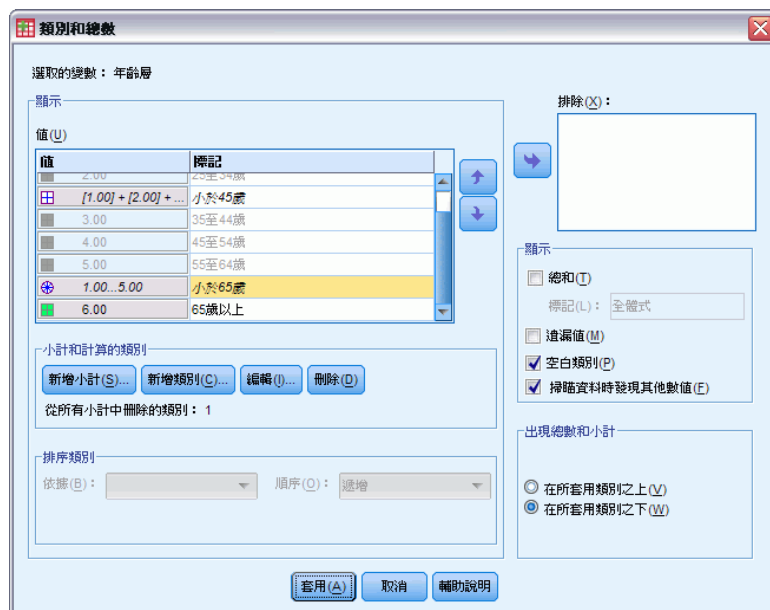 類別和總數
選取的變數：年齡層
顯示
值(U)
值 標記
2.00 25至34歲
[1.00] + [2.00] + ... 小於45歲
3.00 35至44歲
4.00 45至54歲
5.00 55至64歲
1.00...5.00 小於65歲
6.00 65歲以上
小計和計算的類別
新增小計(S)... 新增類別(C)... 編輯(I)... 刪除(D)
從所有小計中刪除的類別：1
排序類別
依據(B)： 順序(O)： 遞增
排除(X)：
顯示
總和(T)
標記(L)： 全體式
遺漏值(M)
空白類別(P)
掃瞄資料時發現其他數值(F)
出現總數和小計
在所套用類別之上(V)
在所套用類別之下(W)
套用(A) 取消 輔助說明